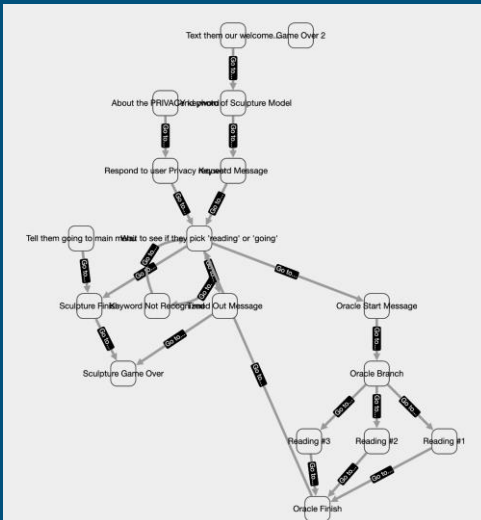 Text them our welcome...
Game Over 2
Go to...
About the PRIVACY keyword
of Sculpture Model
Go to...
Go to...
Respond to user Privacy
Keyword Message
Go to...
Go to...
Tell them going to main menu
Wait to see if they pick 'reading' or 'going'
Go to...
Go to...
Go to...
Sculpture Finish
Keyword Not Recognized
Timed Out Message
Oracle Start Message
Go to...
Go to...
Go to...
Sculpture Game Over
Oracle Branch
Go to...
Go to...
Go to...
Reading #3
Reading #2
Reading #1
Go to...
Go to...
Go to...
Oracle Finish